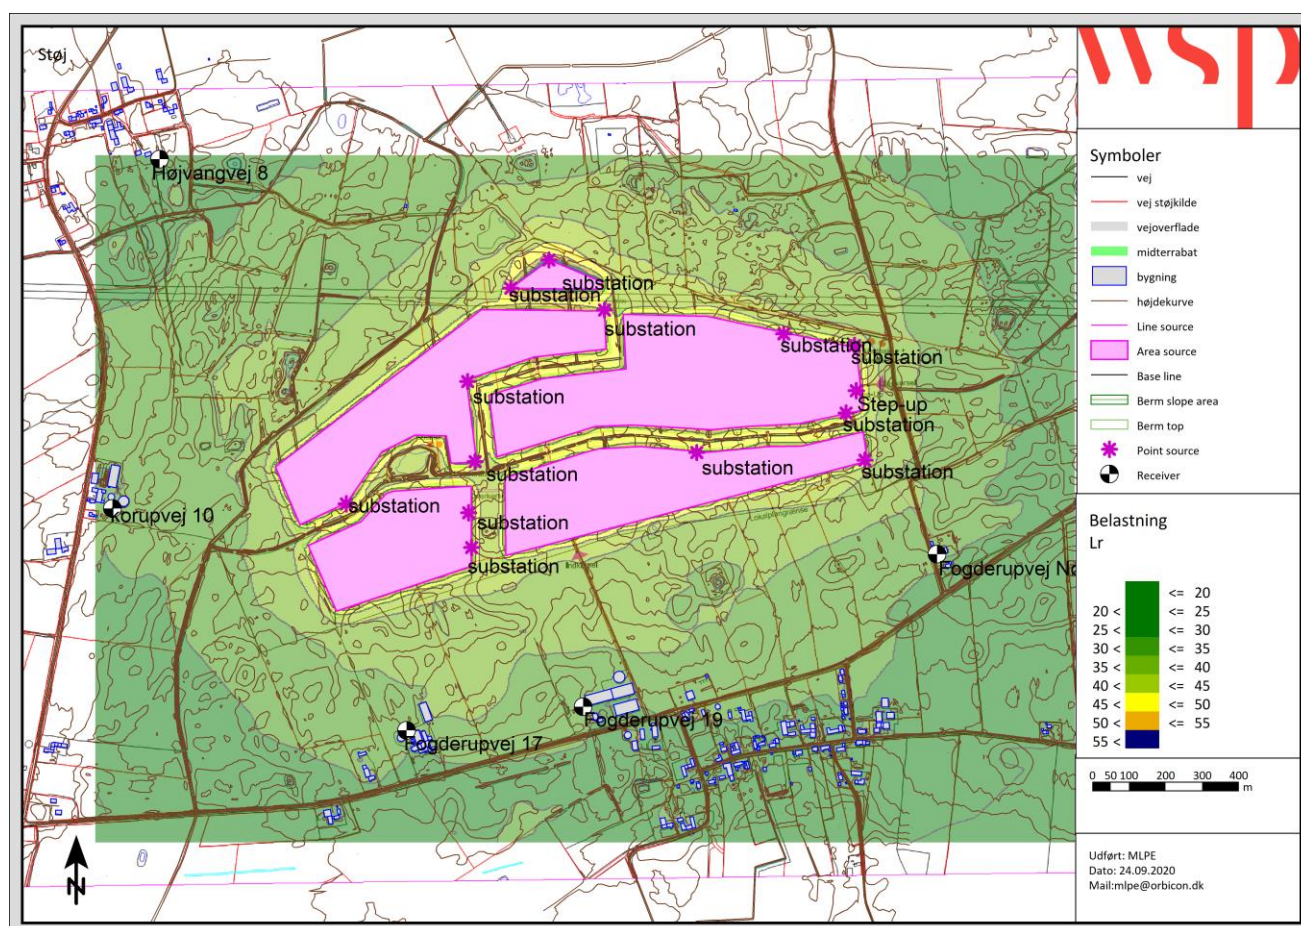 Støj
wsp
Højvangvej 8
substation
substation
substation
substation
substation
substation
Step-up
substation
substation
substation
substation
substation
substation
substation
korupvej 10
Lokalplangrænse
Fogderupvej No
Fogderupvej 19
Fogderupvej 17
N
Symboler
vej
vej støjkilde
vejoverflade
midterrabat
bygning
højdekurve
Line source
Area source
Base line
Berm slope area
Berm top
Point source
Receiver
Belastning
Lr
<= 20
20 < <= 25
25 < <= 30
30 < <= 35
35 < <= 40
40 < <= 45
45 < <= 50
50 < <= 55
55 <
0 50 100 200 300 400
m
Udført: MLPE
Dato: 24.09.2020
Mail:mlpe@orbicon.dk